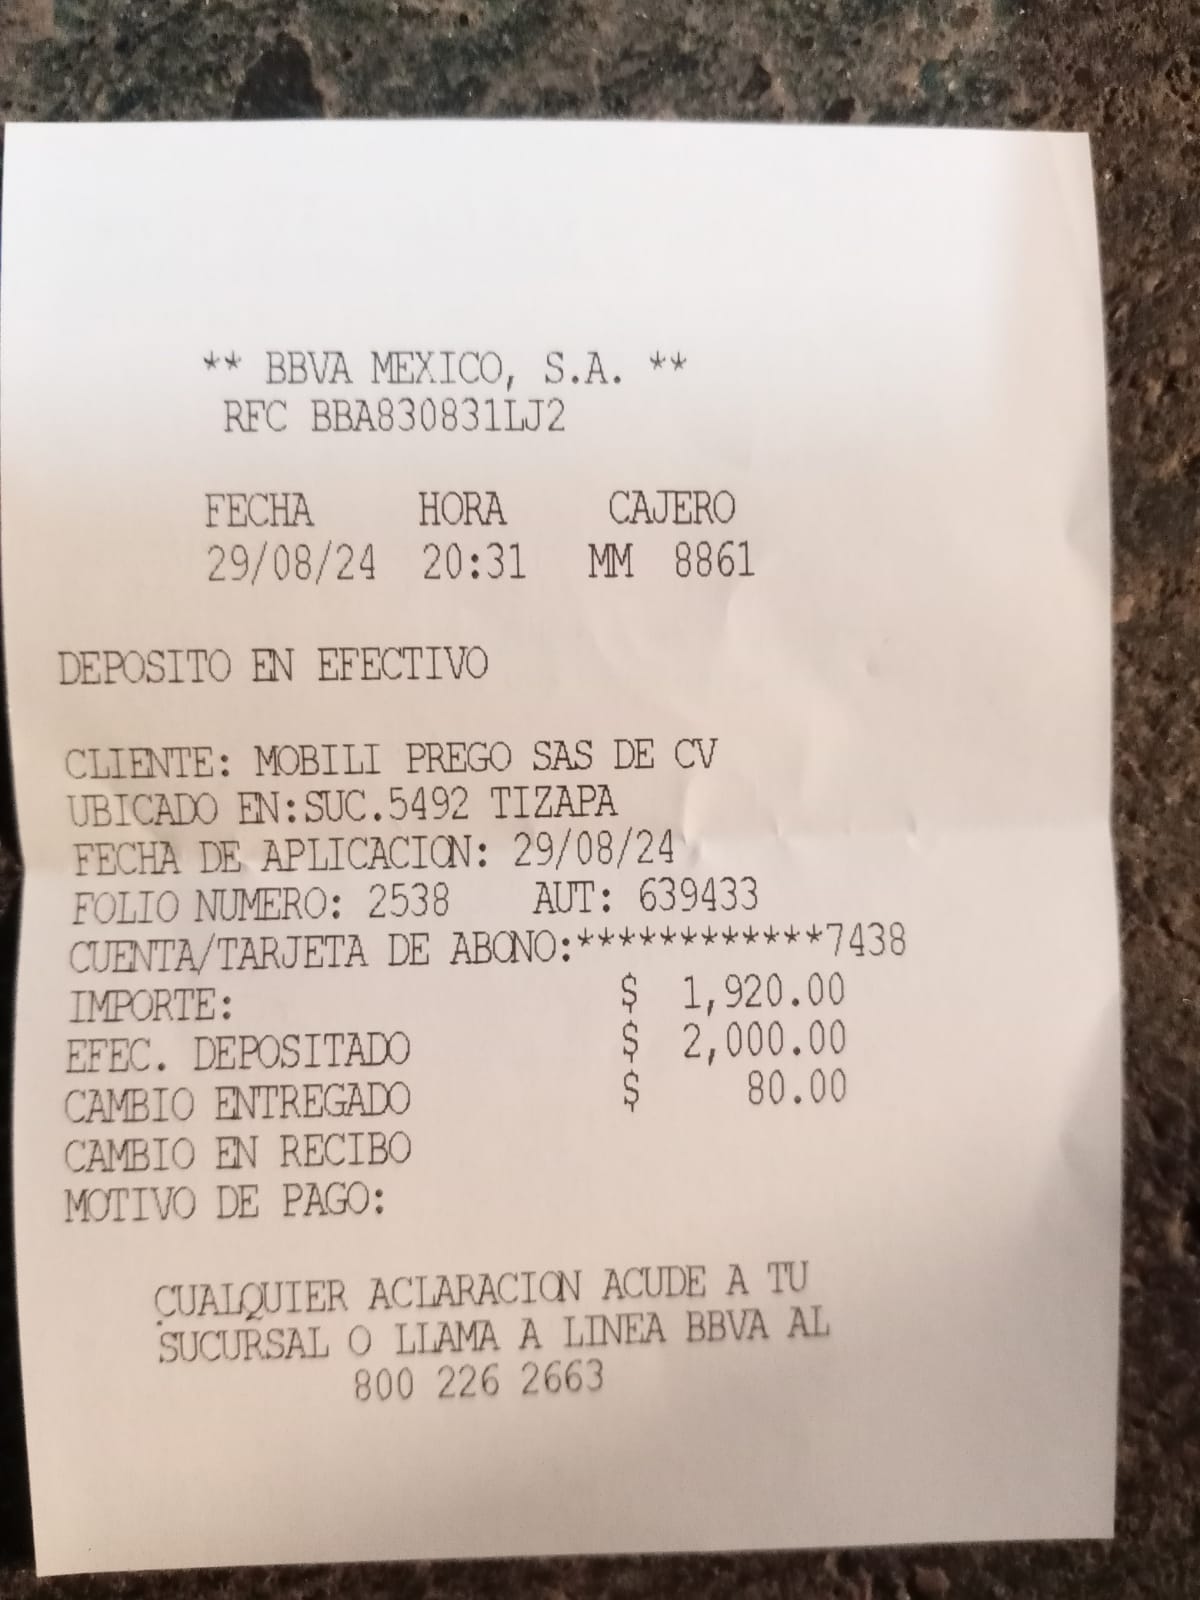 ** BBVA MEXICO, S.A. **
RFC BBA830831LJ2
FECHA HORA CAJERO
29/08/24 20:31 MM 8861
DEPOSITO EN EFECTIVO
CLIENTE: MOBILI PREGO SAS DE CV
UBICADO EN:SUC.5492 TIZAPA
FECHA DE APLICACION: 29/08/24
FOLIO NUMERO: 2538 AUT: 639433
CUENTA/TARJETA DE ABONO:************7438
IMPORTE: $ 1,920.00
EFEC. DEPOSITADO $ 2,000.00
CAMBIO ENTREGADO $ 80.00
CAMBIO EN RECIBO
MOTIVO DE PAGO:
CUALQUIER ACLARACION ACUDE A TU
SUCURSAL O LLAMA A LINEA BBVA AL
800 226 2663